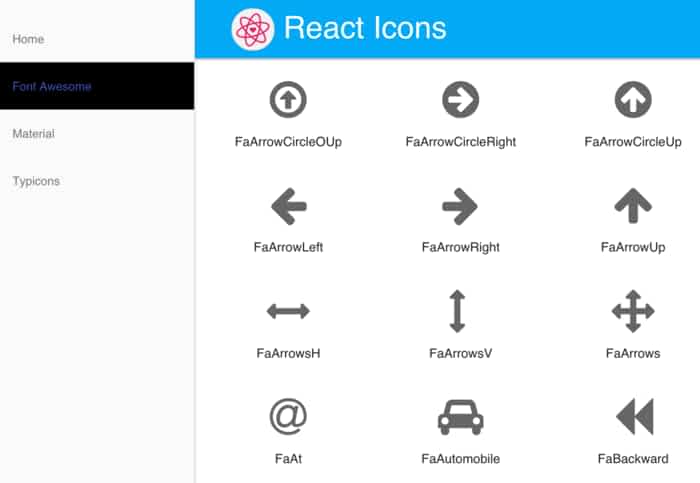 React Icons
Home
Font Awesome
Material
Typicons
FaArrowCircleOUp
FaArrowCircleRight
FaArrowCircleUp
FaArrowLeft
FaArrowRight
FaArrowUp
FaArrowsH
FaArrowsV
FaArrows
FaAt
FaAutomobile
FaBackward